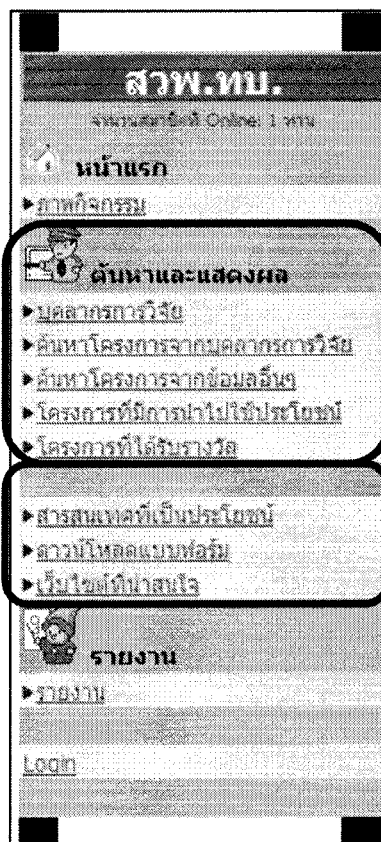 สวพ.ทบ.
จำนวนสมาชิกที่ Online: 1 ท่าน
หน้าแรก
ภาพกิจกรรม
ค้นหาและแสดงผล
บุคลากรการวิจัย
ค้นหาโครงการจากบุคลากรการวิจัย
ค้นหาโครงการจากข้อมูลอื่นๆ
โครงการที่มีการนำไปใช้ประโยชน์
โครงการที่ได้รับรางวัล
สารสนเทศที่เป็นประโยชน์
ดาวน์โหลดแบบฟอร์ม
เว็บไซต์ที่น่าสนใจ
รายงาน
รายงาน
Login